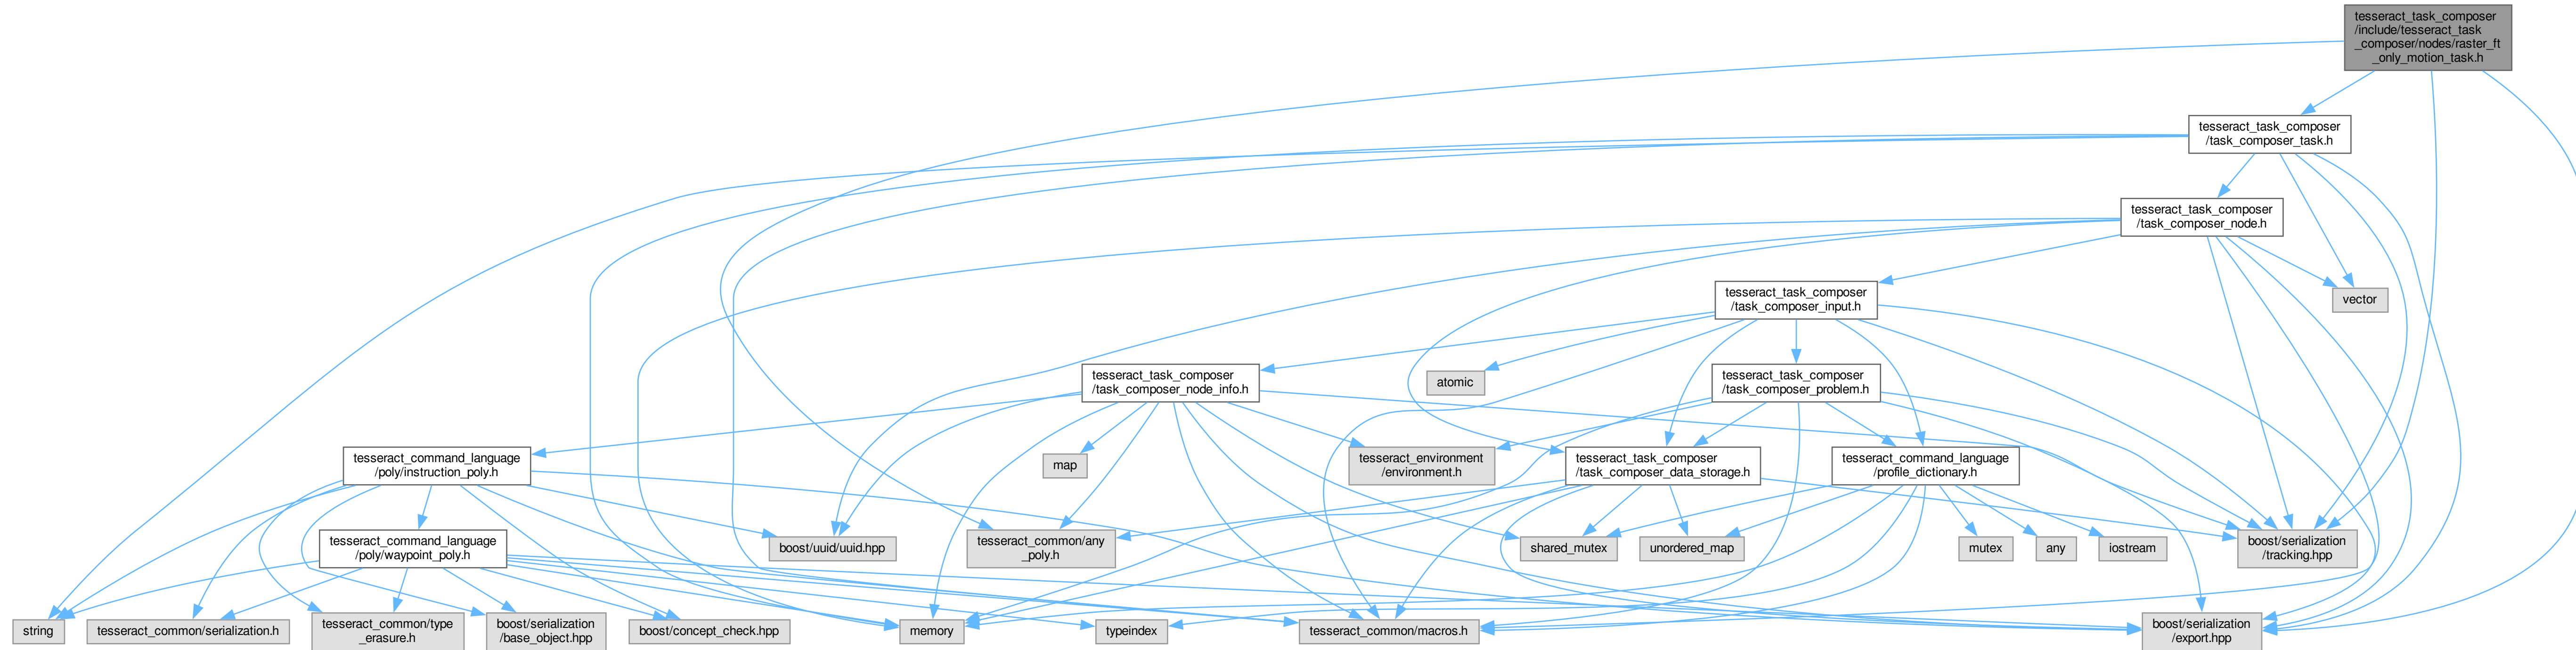 tesseract_task_composer
/include/tesseract_task
_composer/nodes/raster_ft
_only_motion_task.h
tesseract_task_composer
/task_composer_task.h
tesseract_task_composer
/task_composer_node.h
tesseract_task_composer
/task_composer_input.h
vector
tesseract_task_composer
/task_composer_node_info.h
atomic
tesseract_task_composer
/task_composer_problem.h
tesseract_command_language
/poly/instruction_poly.h
map
tesseract_environment
/environment.h
tesseract_task_composer
/task_composer_data_storage.h
tesseract_command_language
/profile_dictionary.h
tesseract_command_language
/poly/waypoint_poly.h
boost/uuid/uuid.hpp
tesseract_common/any
_poly.h
shared_mutex
unordered_map
mutex
any
iostream
boost/serialization
/tracking.hpp
string
tesseract_common/serialization.h
tesseract_common/type
_erasure.h
boost/serialization
/base_object.hpp
boost/concept_check.hpp
memory
typeindex
tesseract_common/macros.h
boost/serialization
/export.hpp